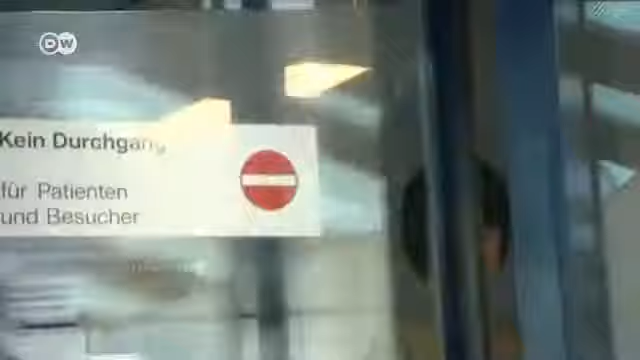 DW
Kein Durchgang
für Patienten
und Besucher